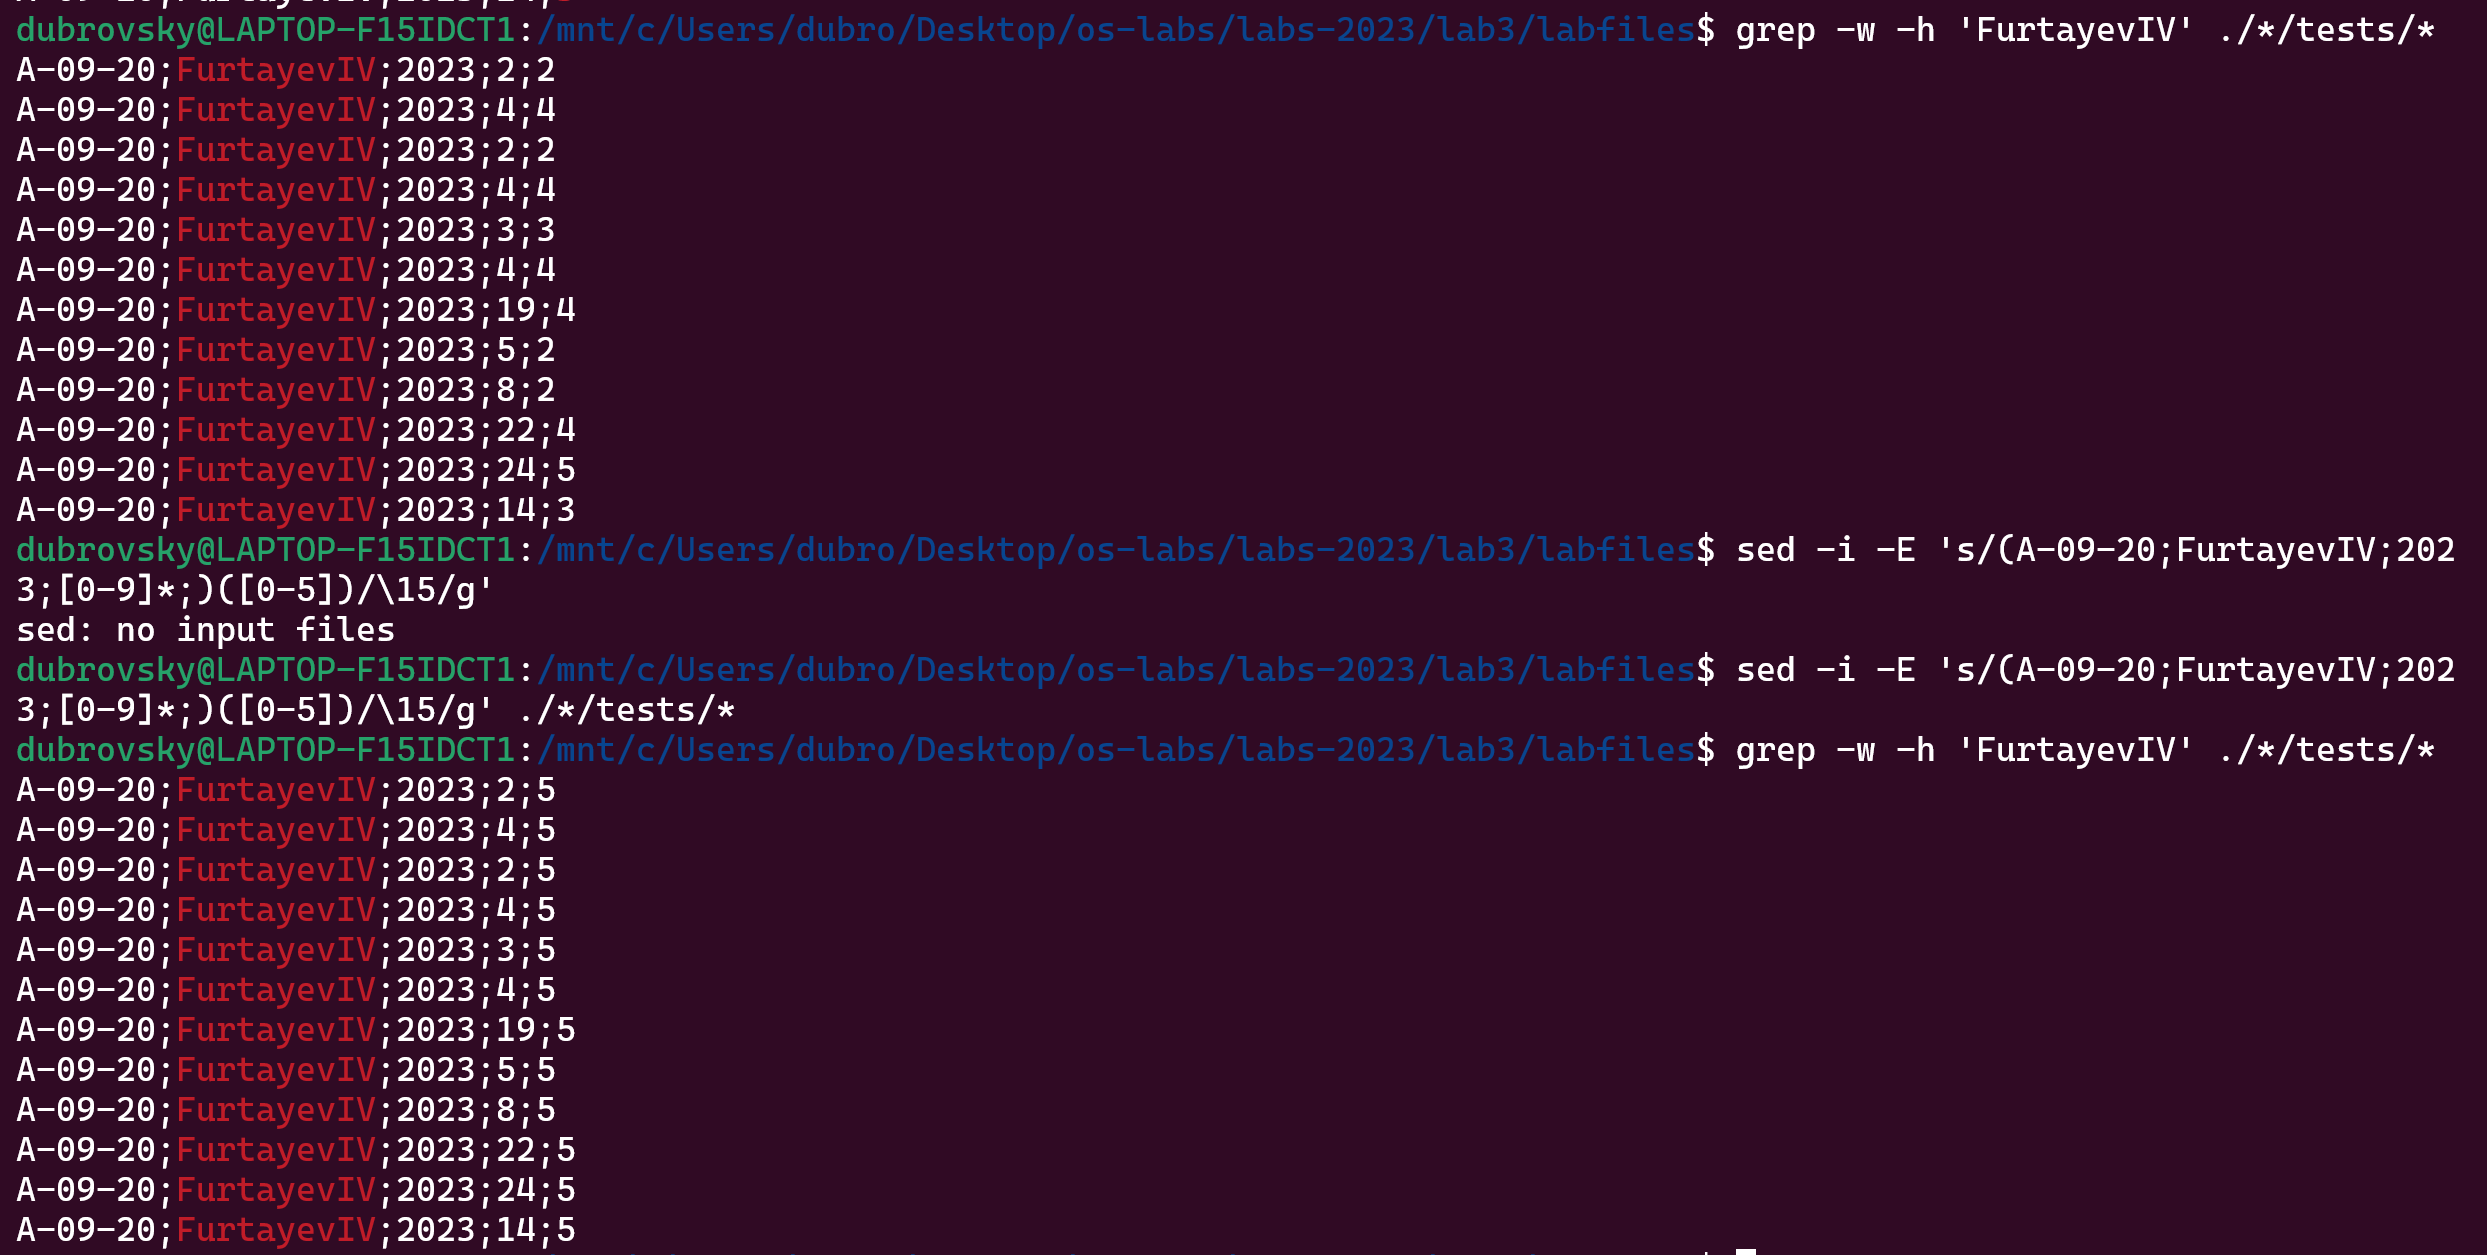 dubrovsky@LAPTOP-F15IDCT1:/mnt/c/Users/dubro/Desktop/os-labs/labs-2023/lab3/labfiles$ grep -w -h 'FurtayevIV' ./*/tests/*
A-09-20;FurtayevIV;2023;2;2
A-09-20;FurtayevIV;2023;4;4
A-09-20;FurtayevIV;2023;2;2
A-09-20;FurtayevIV;2023;4;4
A-09-20;FurtayevIV;2023;3;3
A-09-20;FurtayevIV;2023;4;4
A-09-20;FurtayevIV;2023;19;4
A-09-20;FurtayevIV;2023;5;2
A-09-20;FurtayevIV;2023;8;2
A-09-20;FurtayevIV;2023;22;4
A-09-20;FurtayevIV;2023;24;5
A-09-20;FurtayevIV;2023;14;3
dubrovsky@LAPTOP-F15IDCT1:/mnt/c/Users/dubro/Desktop/os-labs/labs-2023/lab3/labfiles$ sed -i -E 's/(A-09-20;FurtayevIV;202
3;[0-9]*;)([0-5])/\15/g'
sed: no input files
dubrovsky@LAPTOP-F15IDCT1:/mnt/c/Users/dubro/Desktop/os-labs/labs-2023/lab3/labfiles$ sed -i -E 's/(A-09-20;FurtayevIV;202
3;[0-9]*;)([0-5])/\15/g' ./*/tests/*
dubrovsky@LAPTOP-F15IDCT1:/mnt/c/Users/dubro/Desktop/os-labs/labs-2023/lab3/labfiles$ grep -w -h 'FurtayevIV' ./*/tests/*
A-09-20;FurtayevIV;2023;2;5
A-09-20;FurtayevIV;2023;4;5
A-09-20;FurtayevIV;2023;2;5
A-09-20;FurtayevIV;2023;4;5
A-09-20;FurtayevIV;2023;3;5
A-09-20;FurtayevIV;2023;4;5
A-09-20;FurtayevIV;2023;19;5
A-09-20;FurtayevIV;2023;5;5
A-09-20;FurtayevIV;2023;8;5
A-09-20;FurtayevIV;2023;22;5
A-09-20;FurtayevIV;2023;24;5
A-09-20;FurtayevIV;2023;14;5